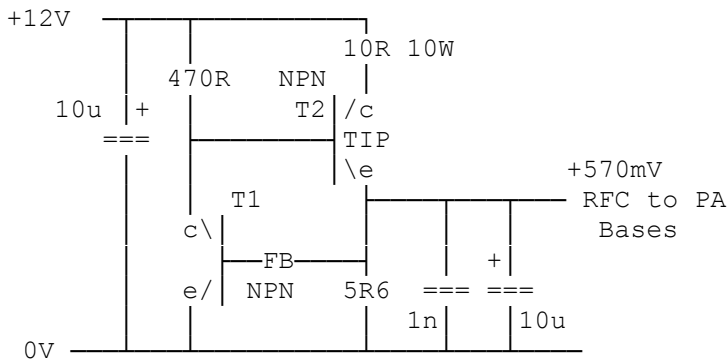 +12V
10R 10W
470R NPN
10u + T2 /c
=== TIP
\e
+570mV
T1 RFC to PA
c\ Bases
FB +
e/ NPN 5R6 === ===
1n 10u
0V